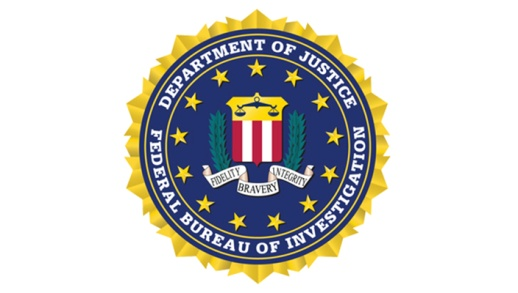 DEPARTMENT OF JUSTICE
FIDELITY BRAVERY INTEGRITY
FEDERAL BUREAU OF INVESTIGATION